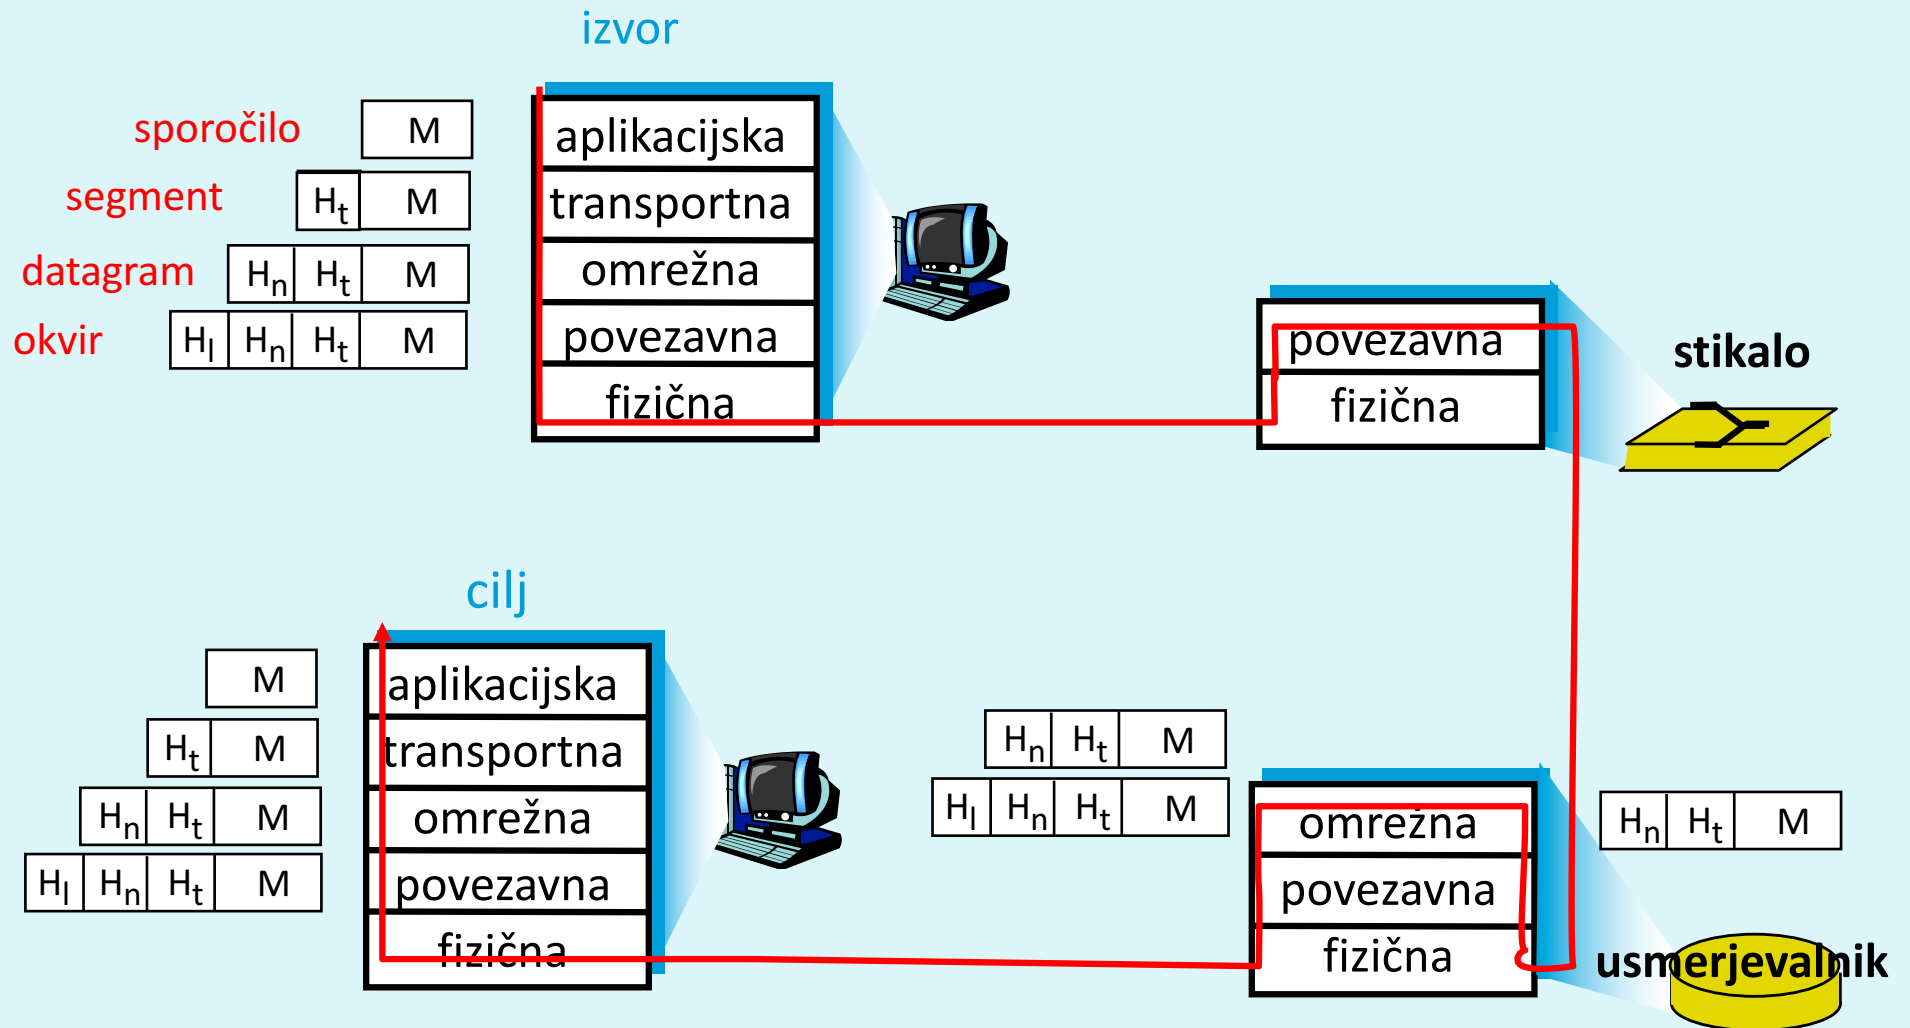 izvor
sporočilo M
segment Ht M
datagram Hn Ht M
okvir Hl Hn Ht M
aplikacijska
transportna
omrežna
povezavna
fizična
povezavna
fizična
stikalo
cilj
M
Ht M
Hn Ht M
Hl Hn Ht M
aplikacijska
transportna
omrežna
povezavna
fizična
Hn Ht M
Hl Hn Ht M
omrežna
povezavna
fizična
Hn Ht M
usmerjevalnik